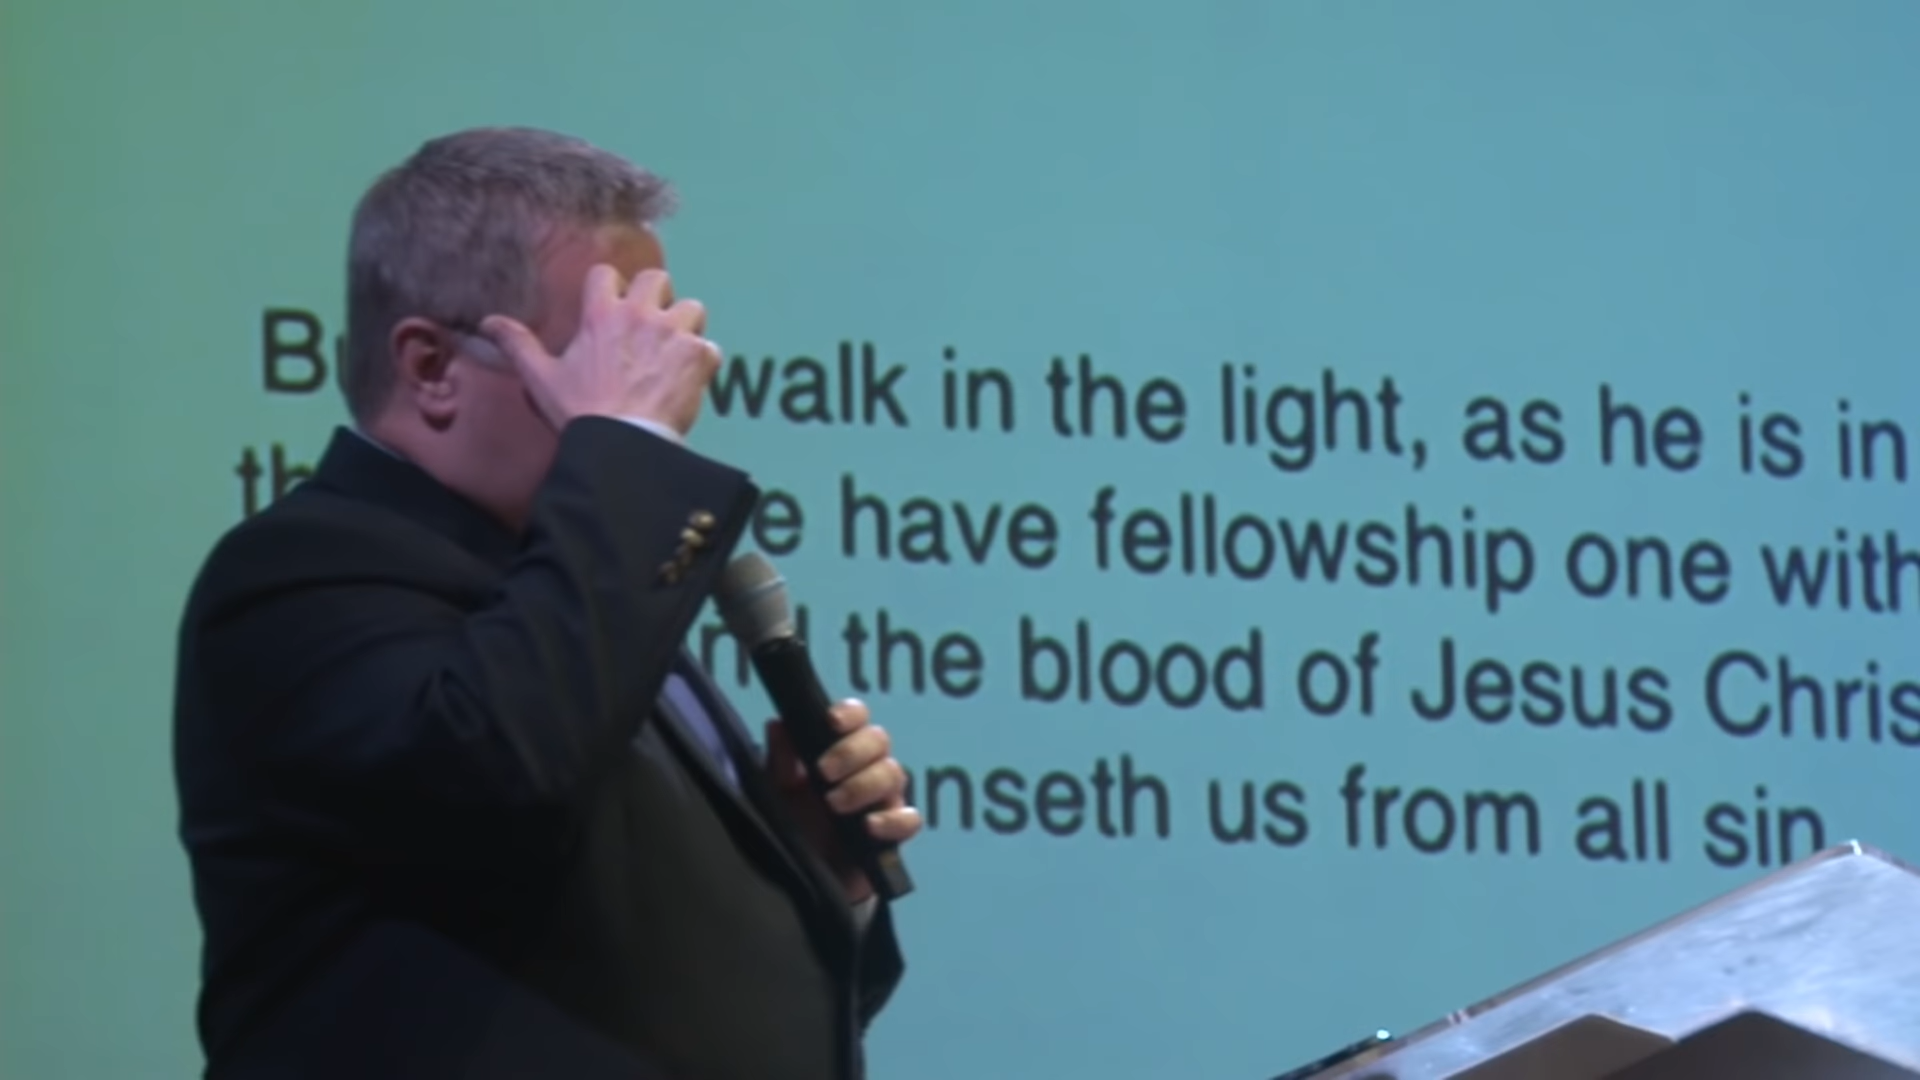 walk in the light, as he is in
have fellowship one with
the blood of Jesus
us from all sin